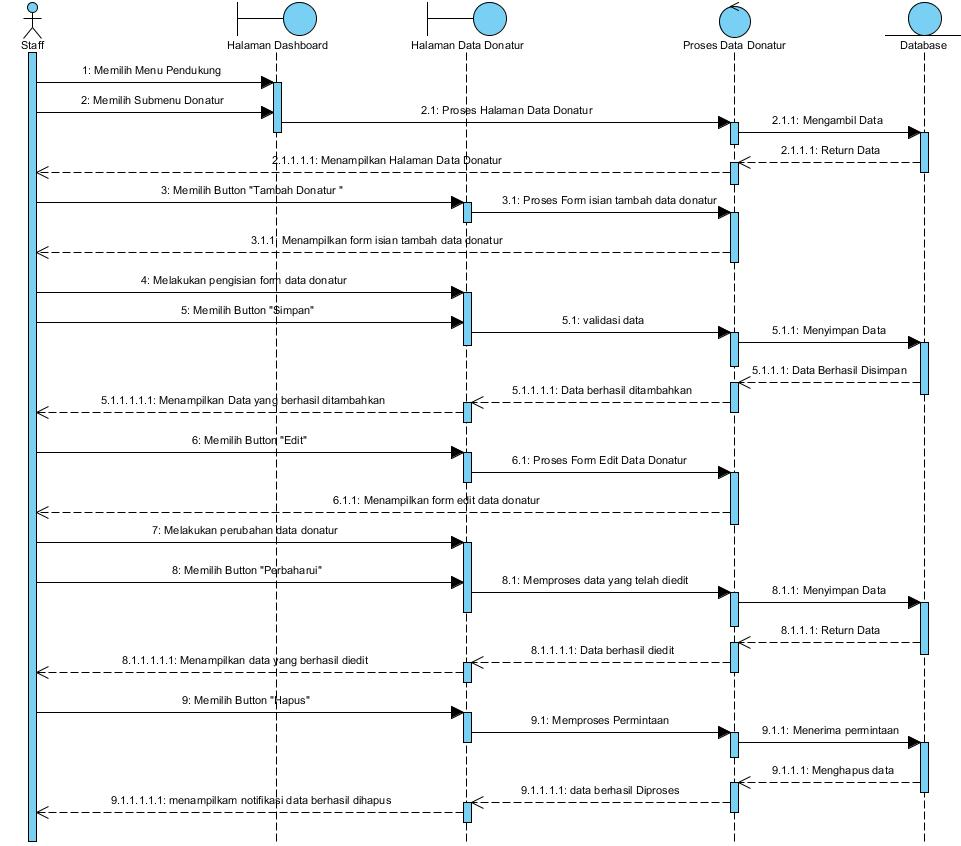 Staff
Halaman Dashboard
Halaman Data Donatur
Proses Data Donatur
Database
1: Memilih Menu Pendukung
2: Memilih Submenu Donatur
2.1: Proses Halaman Data Donatur
2.1.1: Mengambil Data
2.1.1.1: Return Data
2.1.1.1.1: Menampilkan Halaman Data Donatur
3: Memilih Button "Tambah Donatur "
3.1: Proses Form isian tambah data donatur
3.1.1: Menampilkan form isian tambah data donatur
4: Melakukan pengisian form data donatur
5: Memilih Button "Simpan"
5.1: validasi data
5.1.1: Menyimpan Data
5.1.1.1: Data Berhasil Disimpan
5.1.1.1.1: Data berhasil ditambahkan
5.1.1.1.1.1: Menampilkan Data yang berhasil ditambahkan
6: Memilih Button "Edit"
6.1: Proses Form Edit Data Donatur
6.1.1: Menampilkan form edit data donatur
7: Melakukan perubahan data donatur
8: Memilih Button "Perbaharui"
8.1: Memproses data yang telah diedit
8.1.1: Menyimpan Data
8.1.1.1: Return Data
8.1.1.1.1: Data berhasil diedit
8.1.1.1.1.1: Menampilkan data yang berhasil diedit
9: Memilih Button "Hapus"
9.1: Memproses Permintaan
9.1.1: Menerima permintaan
9.1.1.1: Menghapus data
9.1.1.1.1: data berhasil Diproses
9.1.1.1.1.1: menampilkam notifikasi data berhasil dihapus